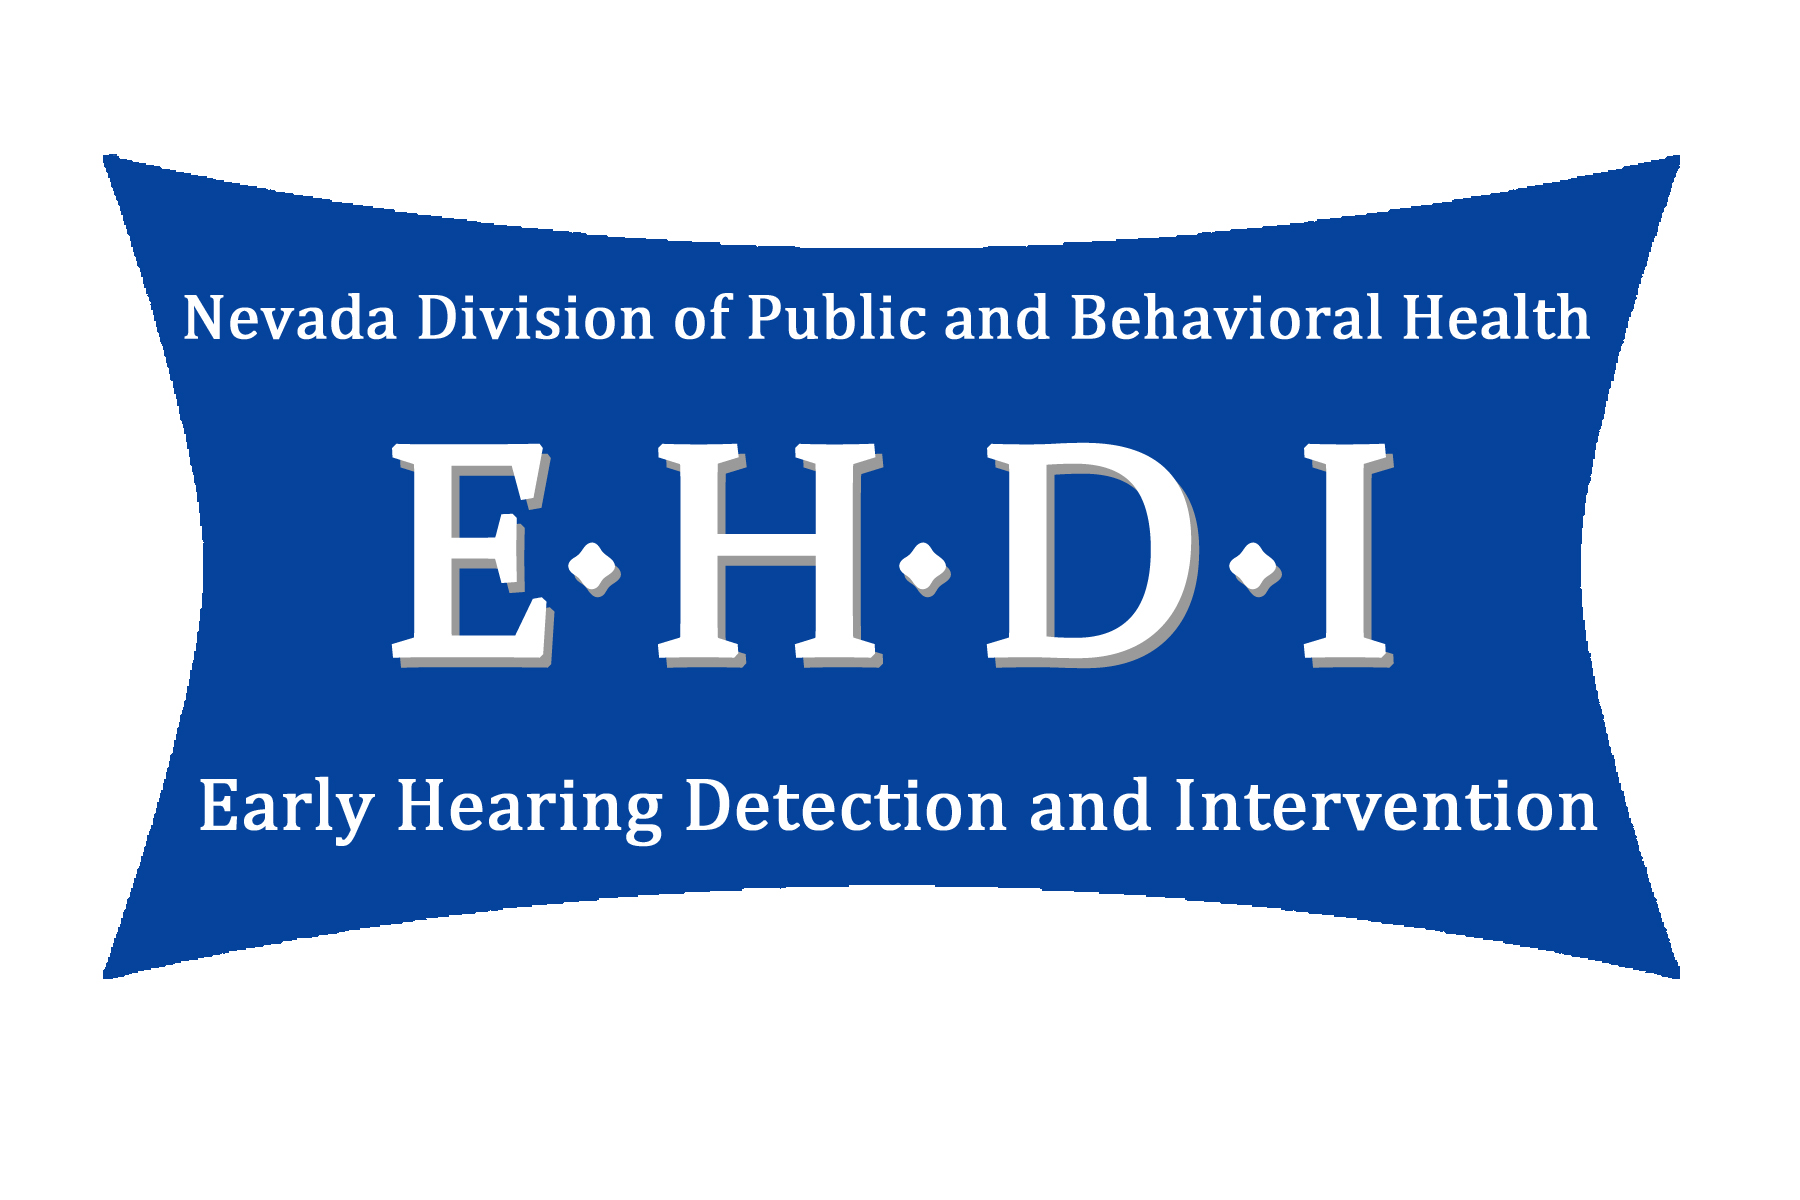 Nevada Division of Public and Behavioral Health
E·H·D·I
Early Hearing Detection and Intervention